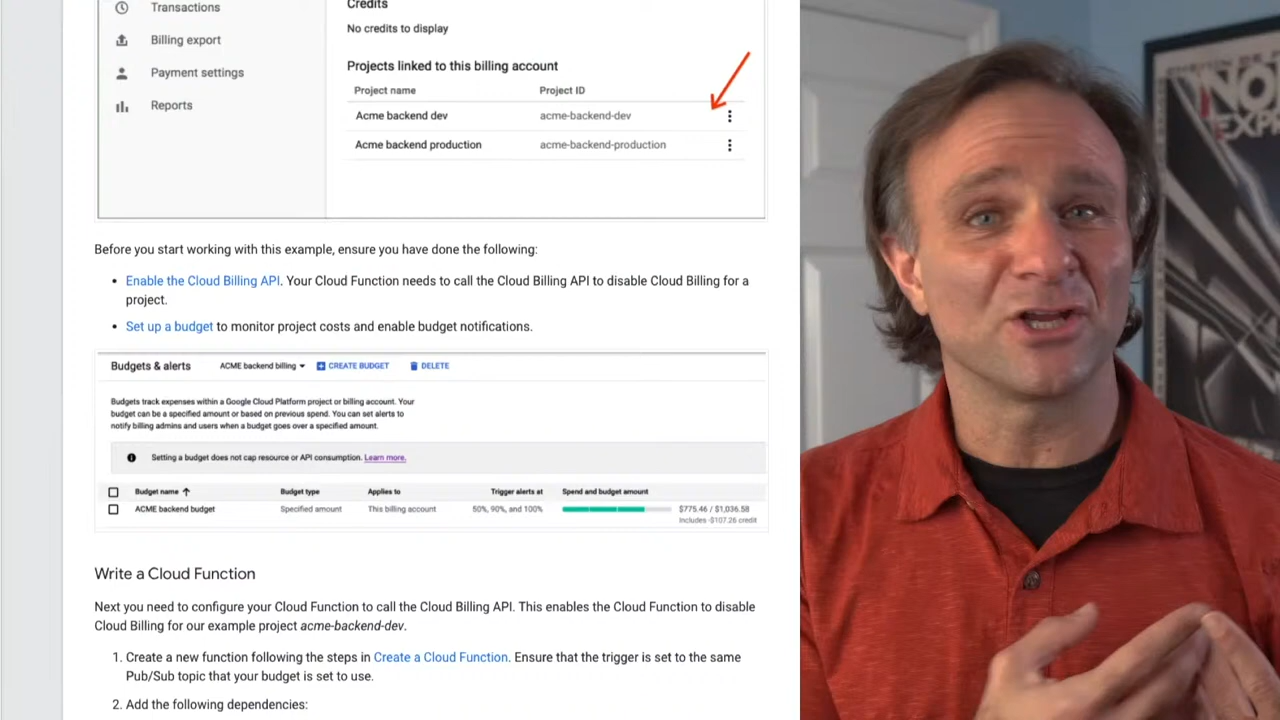 Credits
Transactions
No credits to display
Billing export
Projects linked to this billing account
Payment settings
Project name Project ID
Reports
Acme backend dev acme-backend-dev
Acme backend production acme-backend-production
Before you start working with this example, ensure you have done the following:
• Enable the Cloud Billing API. Your Cloud Function needs to call the Cloud Billing API to disable Cloud Billing for a
project.
• Set up a budget to monitor project costs and enable budget notifications.
Budgets & alerts ACME backend billing CREATE BUDGET DELETE
Budgets track expenses within a Google Cloud Platform project or billing account. Your
budget can be a specified amount or based on previous spend. You can set alerts to
notify billing admins and users when a budget goes over a specified amount.
Setting a budget does not cap resource or API consumption. Learn more.
Budget name Budget type Applies to Trigger alerts at Spend and budget amount
ACME backend budget Specified amount This billing account 50%, 90%, and 100% $775.46 / $1,036.58
Includes -$107.26 credit
Write a Cloud Function
Next you need to configure your Cloud Function to call the Cloud Billing API. This enables the Cloud Function to disable
Cloud Billing for our example project acme-backend-dev.
1. Create a new function following the steps in Create a Cloud Function. Ensure that the trigger is set to the same
Pub/Sub topic that your budget is set to use.
2. Add the following dependencies: